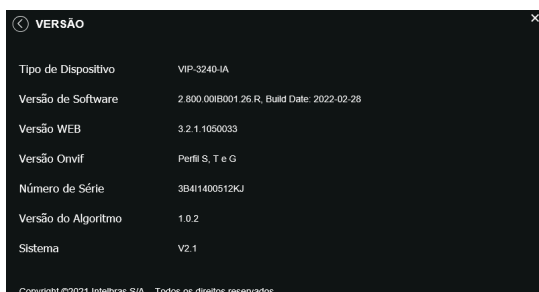 VERSÃO
Tipo de Dispositivo VIP-3240-IA
Versão de Software 2.800.00IB001.26.R, Build Date: 2022-02-28
Versão WEB 3.2.1.1050033
Versão Onvif Perfil S, T e G
Número de Série 3B4I1400512KJ
Versão do Algoritmo 1.0.2
Sistema V2.1
Copyright ©2021 Intelbras S/A Todos os direitos reservados